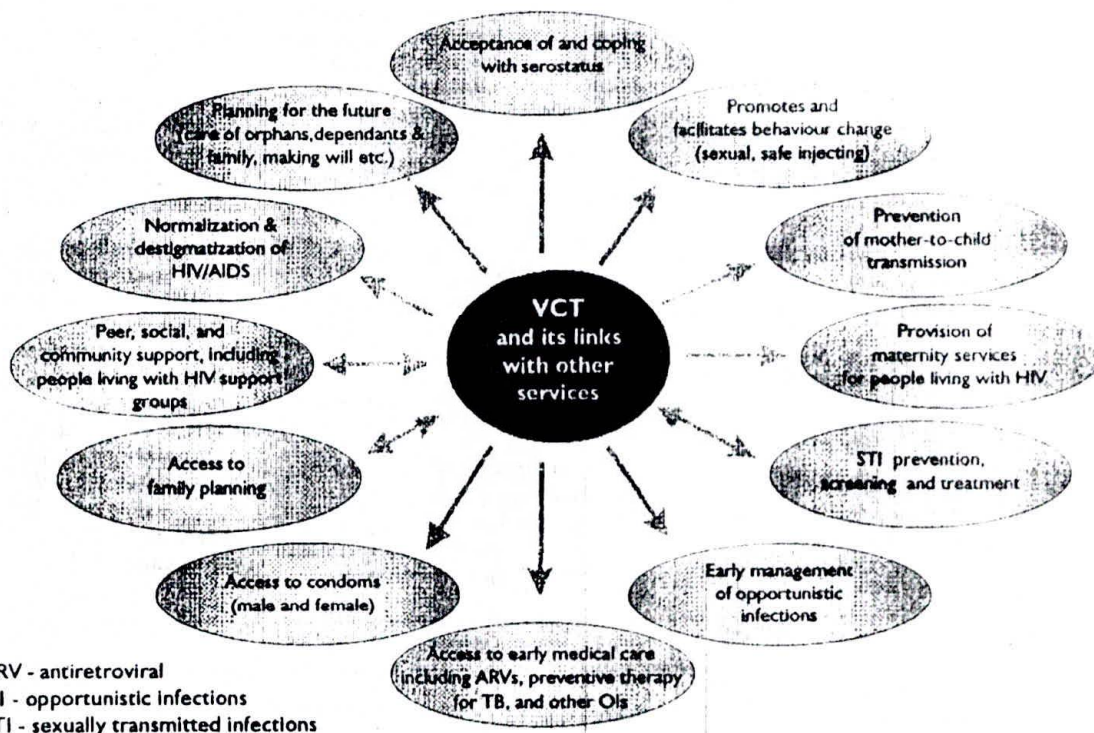 Acceptance of and coping
with serostatus
Promotes and
facilitates behaviour change
(sexual, safe injecting)
Prevention
of mother-to-child
transmission
Provision of
maternity services
for people living with HIV
STI prevention,
screening and treatment
Early management
of opportunistic
infections
Access to early medical care
including ARVs, preventive therapy
for TB, and other OIs
Access to condoms
(male and female)
Access to
family planning
Peer, social, and
community support, including
people living with HIV support
groups
Normalization &
destigmatization of
HIV/AIDS
Planning for the future
(care of orphans, dependants &
family, making will etc.)
VCT
and its links
with other
services
RV - antiretroviral
I - opportunistic infections
TI - sexually transmitted infections